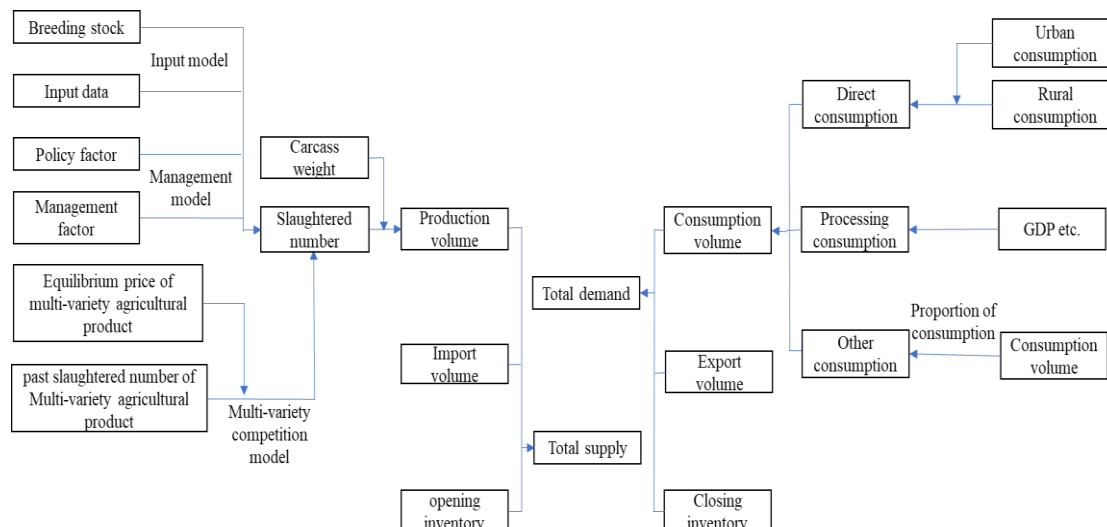 Breeding stock
Input model
Input data
Policy factor
Management
model
Management
factor
Equilibrium price of
multi-variety agricultural
product
past slaughtered number of
Multi-variety agricultural
product
Multi-variety
competition
model
Carcass
weight
Slaughtered
number
Production
volume
Import
volume
opening
inventory
Total demand
Total supply
Consumption
volume
Export
volume
Closing
inventory
Direct
consumption
Processing
consumption
Other
consumption
Urban
consumption
Rural
consumption
GDP etc.
Proportion of
consumption
Consumption
volume